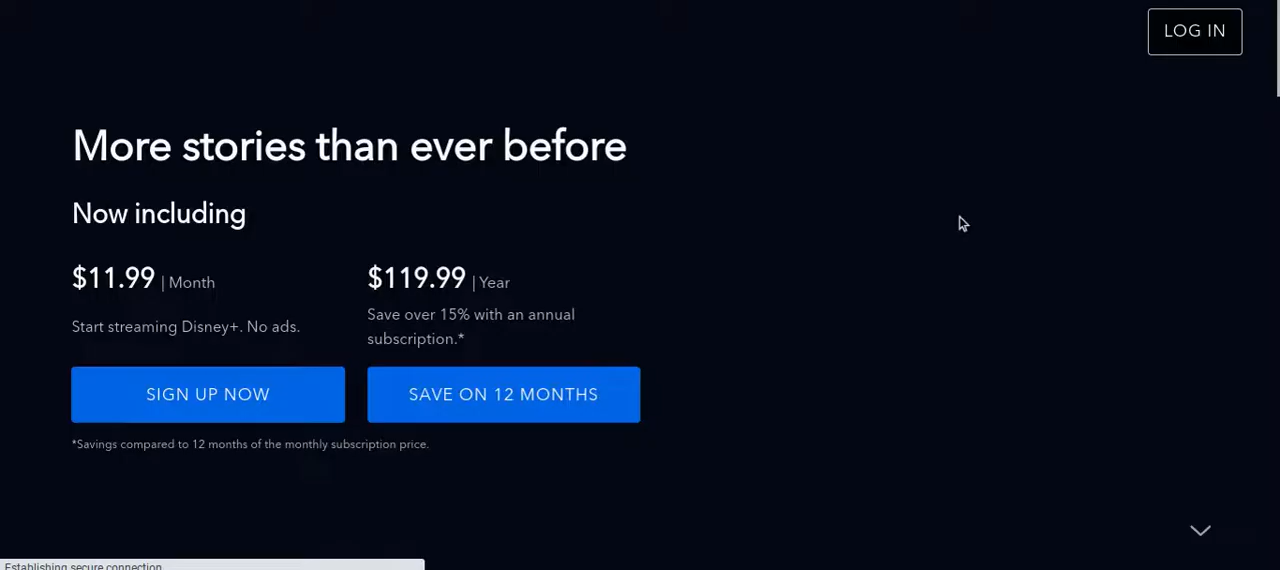 LOG IN
More stories than ever before
Now including
$11.99 | Month
Start streaming Disney+. No ads.
SIGN UP NOW
$119.99 | Year
Save over 15% with an annual
subscription.*
SAVE ON 12 MONTHS
*Savings compared to 12 months of the monthly subscription price.
Establishing secure connection